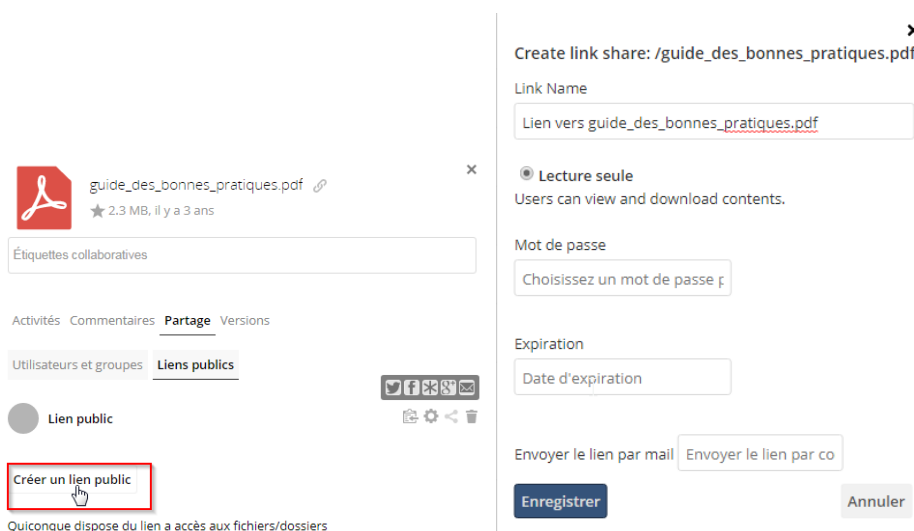 guide_des_bonnes_pratiques.pdf
2.3 MB, il y a 3 ans
Étiquettes collaboratives
Activités Commentaires Partage Versions
Utilisateurs et groupes Liens publics
Lien public
Créer un lien public
Quiconque dispose du lien a accès aux fichiers/dossiers
Create link share: /guide_des_bonnes_pratiques.pdf
Link Name
Lien vers guide_des_bonnes_pratiques.pdf
Lecture seule
Users can view and download contents.
Mot de passe
Choisissez un mot de passe p
Expiration
Date d'expiration
Envoyer le lien par mail Envoyer le lien par co
Enregistrer Annuler